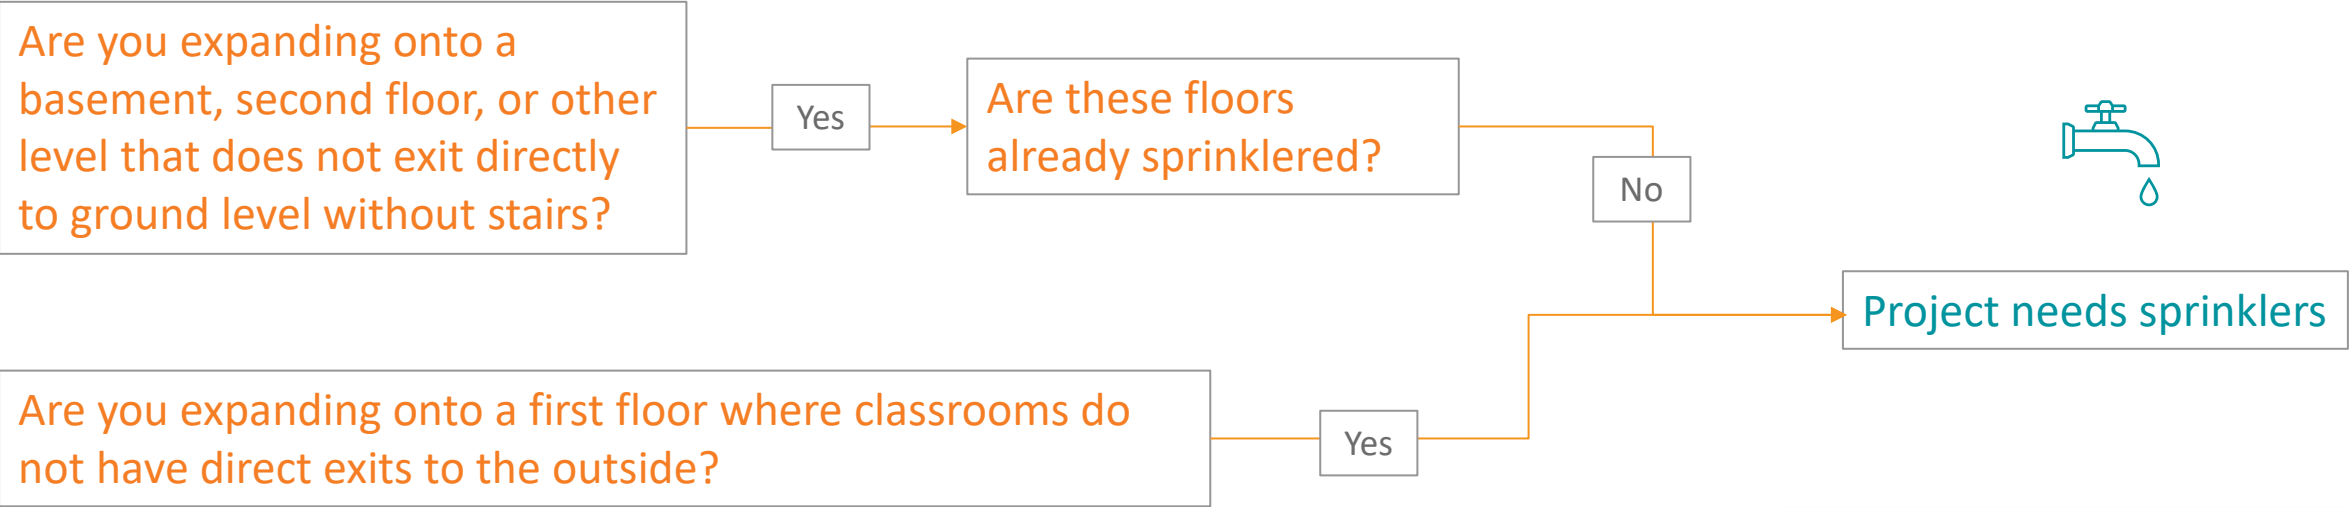 Are you expanding onto a
basement, second floor, or other
level that does not exit directly
to ground level without stairs?
Yes
Are these floors
already sprinklered?
No
Project needs sprinklers
Are you expanding onto a first floor where classrooms do
not have direct exits to the outside?
Yes